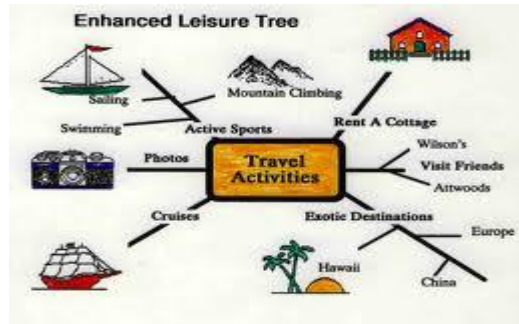 Enhanced Leisure Tree
Sailing
Mountain Climbing
Swimming
Active Sports
Rent A Cottage
Photos
Travel
Activities
Wilson's
Visit Friends
Attwoods
Cruises
Exotic Destinations
Europe
Hawaii
China